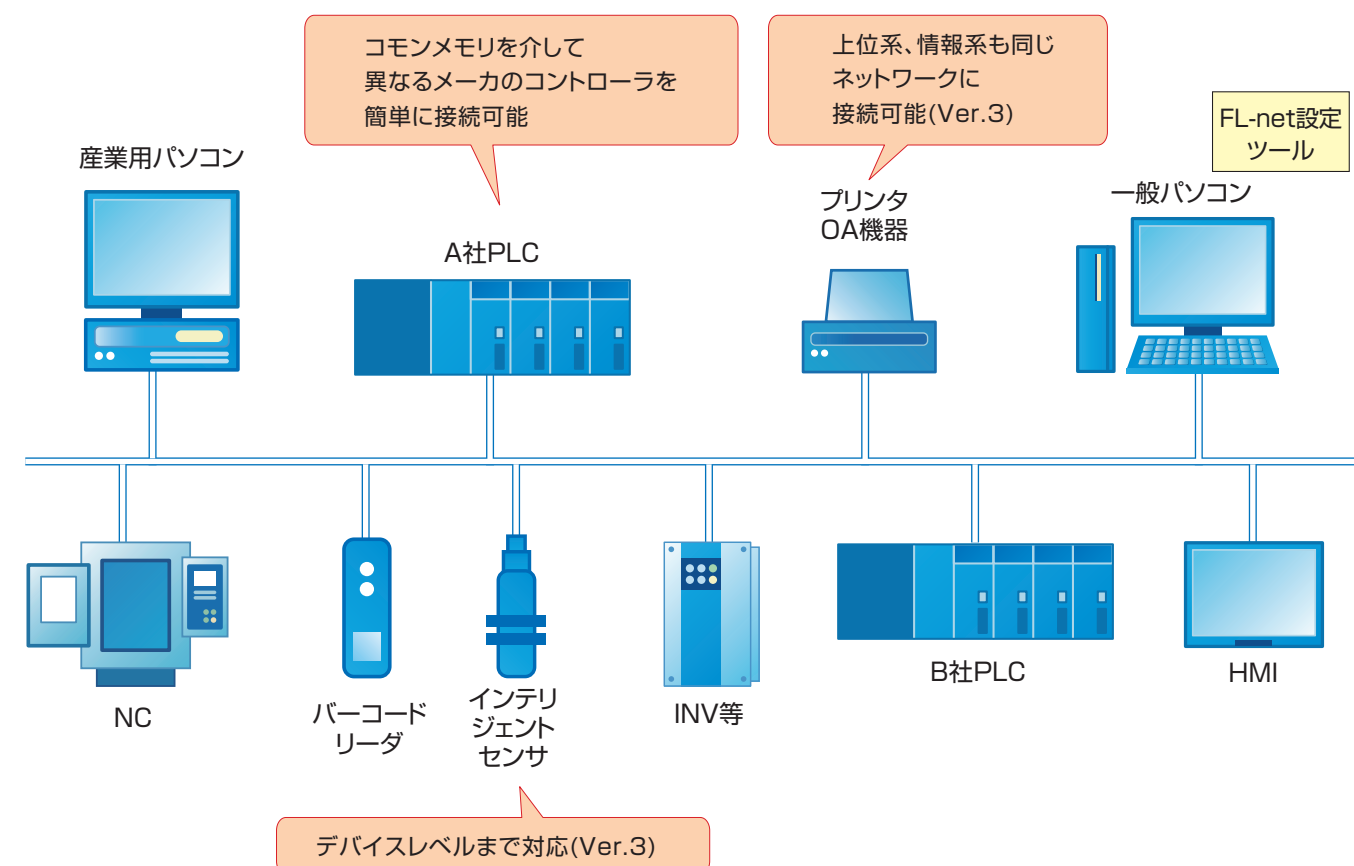 コモンメモリを介して
異なるメーカのコントローラを
簡単に接続可能
上位系、情報系も同じ
ネットワークに
接続可能(Ver.3)
FL-net設定
ツール
産業用パソコン
A社PLC
プリンタ
OA機器
一般パソコン
NC
バーコード
リーダ
インテリ
ジェント
センサ
INV等
B社PLC
HMI
デバイスレベルまで対応(Ver.3)